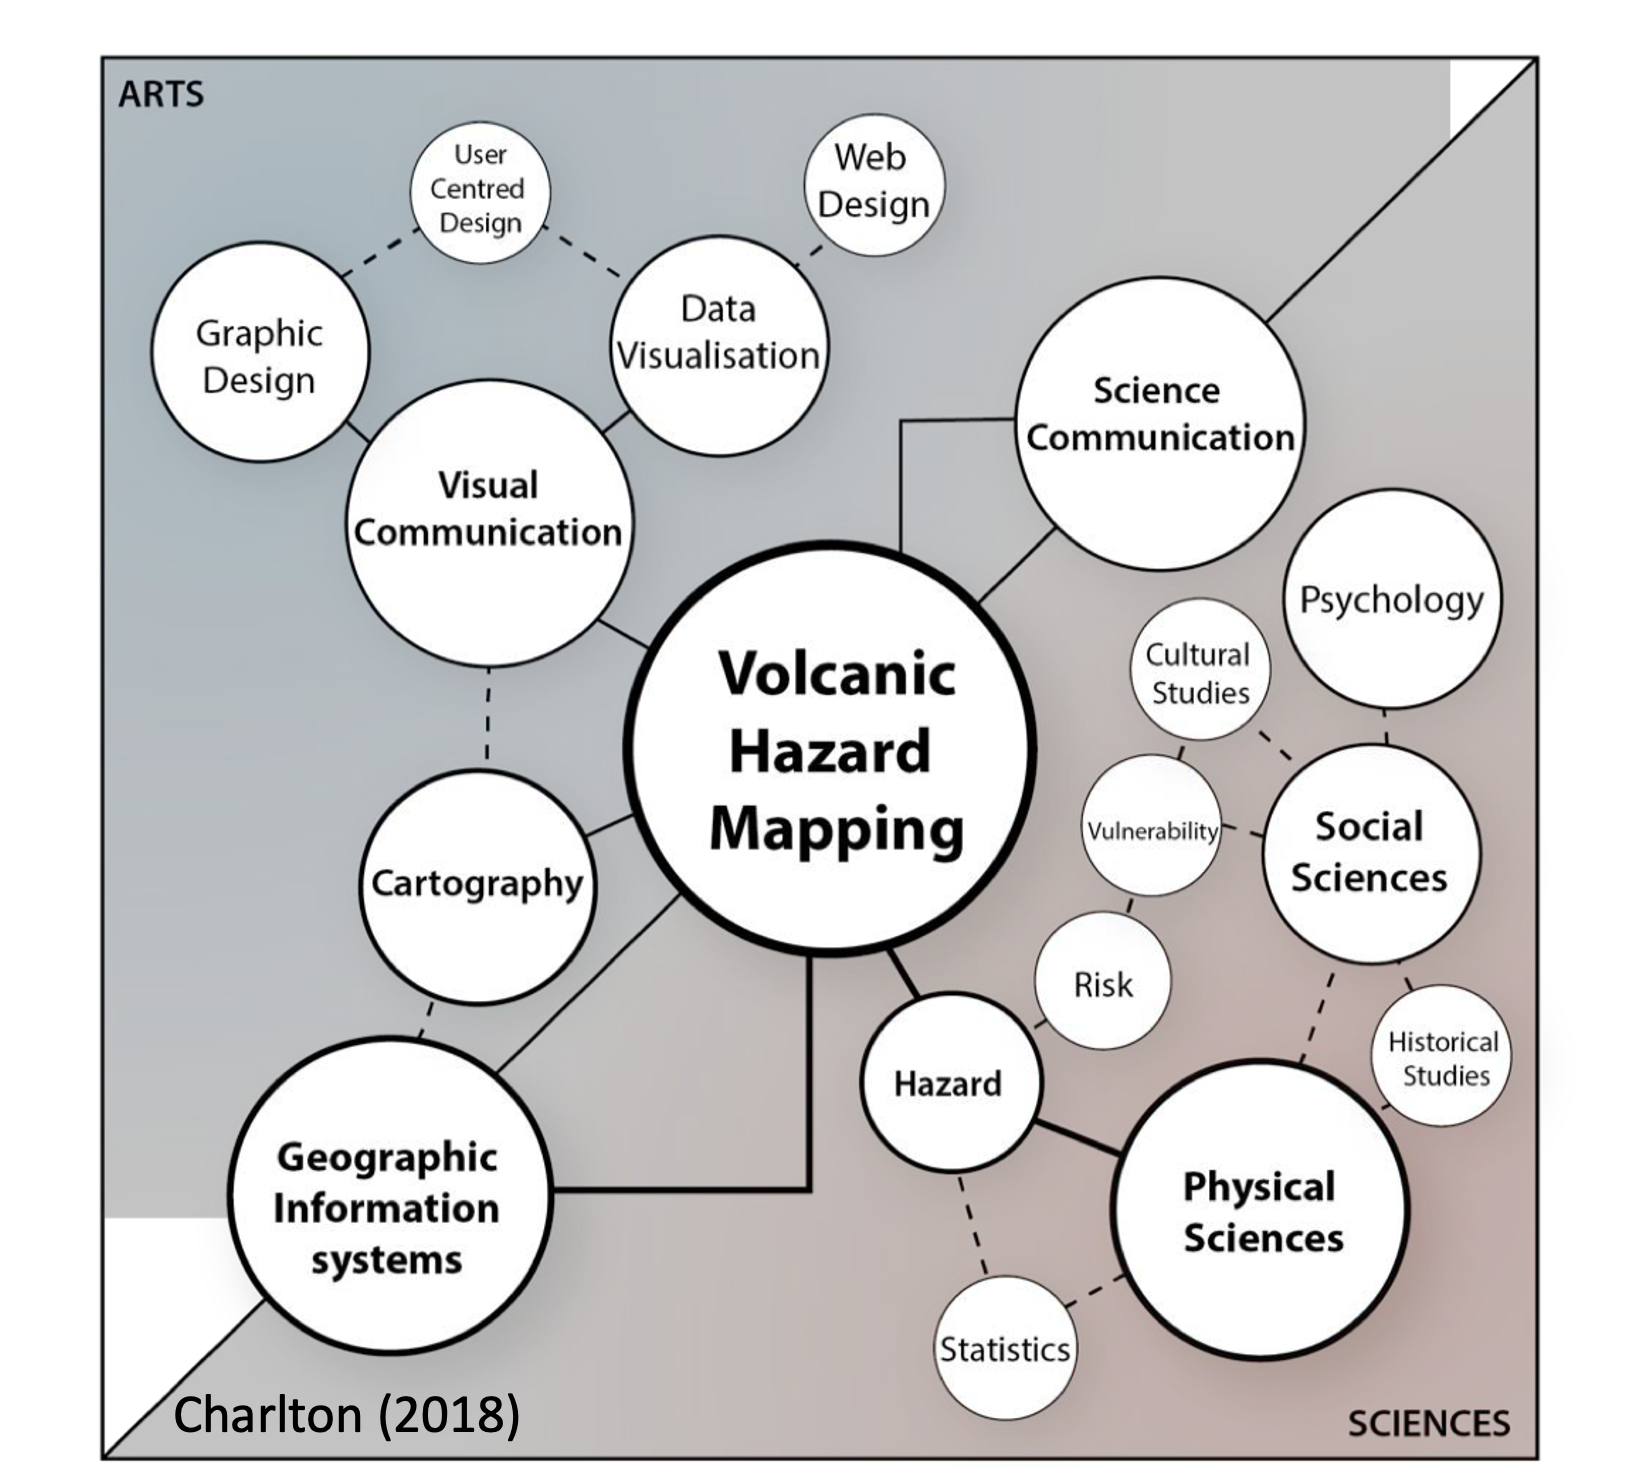 ARTS
User
Centred
Design
Web
Design
Graphic
Design
Data
Visualisation
Visual
Communication
Science
Communication
Psychology
Cultural
Studies
Volcanic
Hazard
Mapping
Vulnerability
Social
Sciences
Cartography
Risk
Hazard
Historical
Studies
Geographic
Information
systems
Physical
Sciences
Statistics
Charlton (2018)
SCIENCES